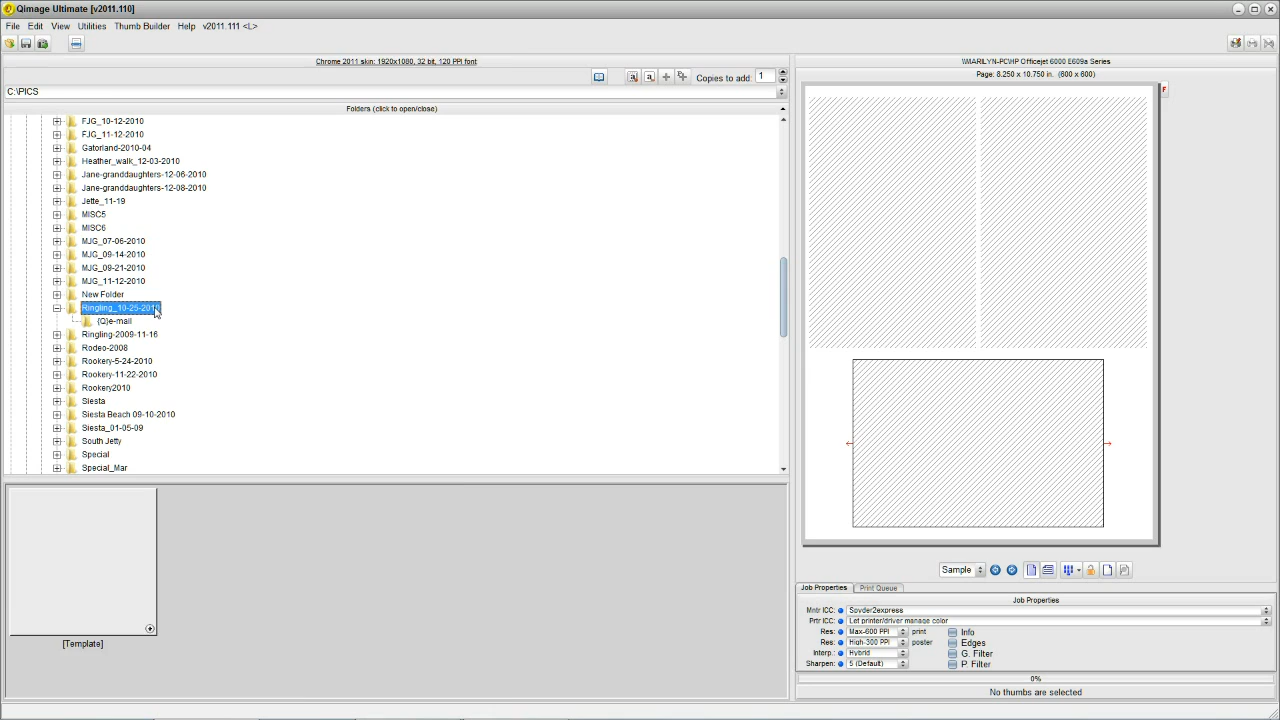 Qimage Ultimate [v2011.110]
File Edit View Utilities Thumb Builder Help v2011.111 <L>
Chrome 2011 skin: 1920x1080, 32 bit, 120 PPI font
Copies to add: 1
C:\PICS
Folders (click to open/close)
FJG_10-12-2010
FJG_11-12-2010
Gatorland-2010-04
Heather_walk_12-03-2010
Jane-granddaughters-12-06-2010
Jane-granddaughters-12-08-2010
Jette_11-19
MISC5
MISC6
MJG_07-06-2010
MJG_09-14-2010
MJG_09-21-2010
MJG_11-12-2010
New Folder
Ringling_10-25-2010
{Q}e-mail
Ringling-2009-11-16
Rodeo-2008
Rookery-5-24-2010
Rookery-11-22-2010
Rookery2010
Siesta
Siesta Beach 09-10-2010
Siesta_01-05-09
South Jetty
Special
Special_Mar
[Template]
\\MARILYN-PC\HP Officejet 6000 E609a Series
Page: 8.250 x 10.750 in. (600 x 600)
F
Sample
Job Properties Print Queue
Job Properties
Mntr ICC: Spyder2express
Prtr ICC: Let printer/driver manage color
Res: Max-600 PPI print Info
Res: High-300 PPI poster Edges
Interp.: Hybrid G. Filter
Sharpen: 5 (Default) P. Filter
0%
No thumbs are selected